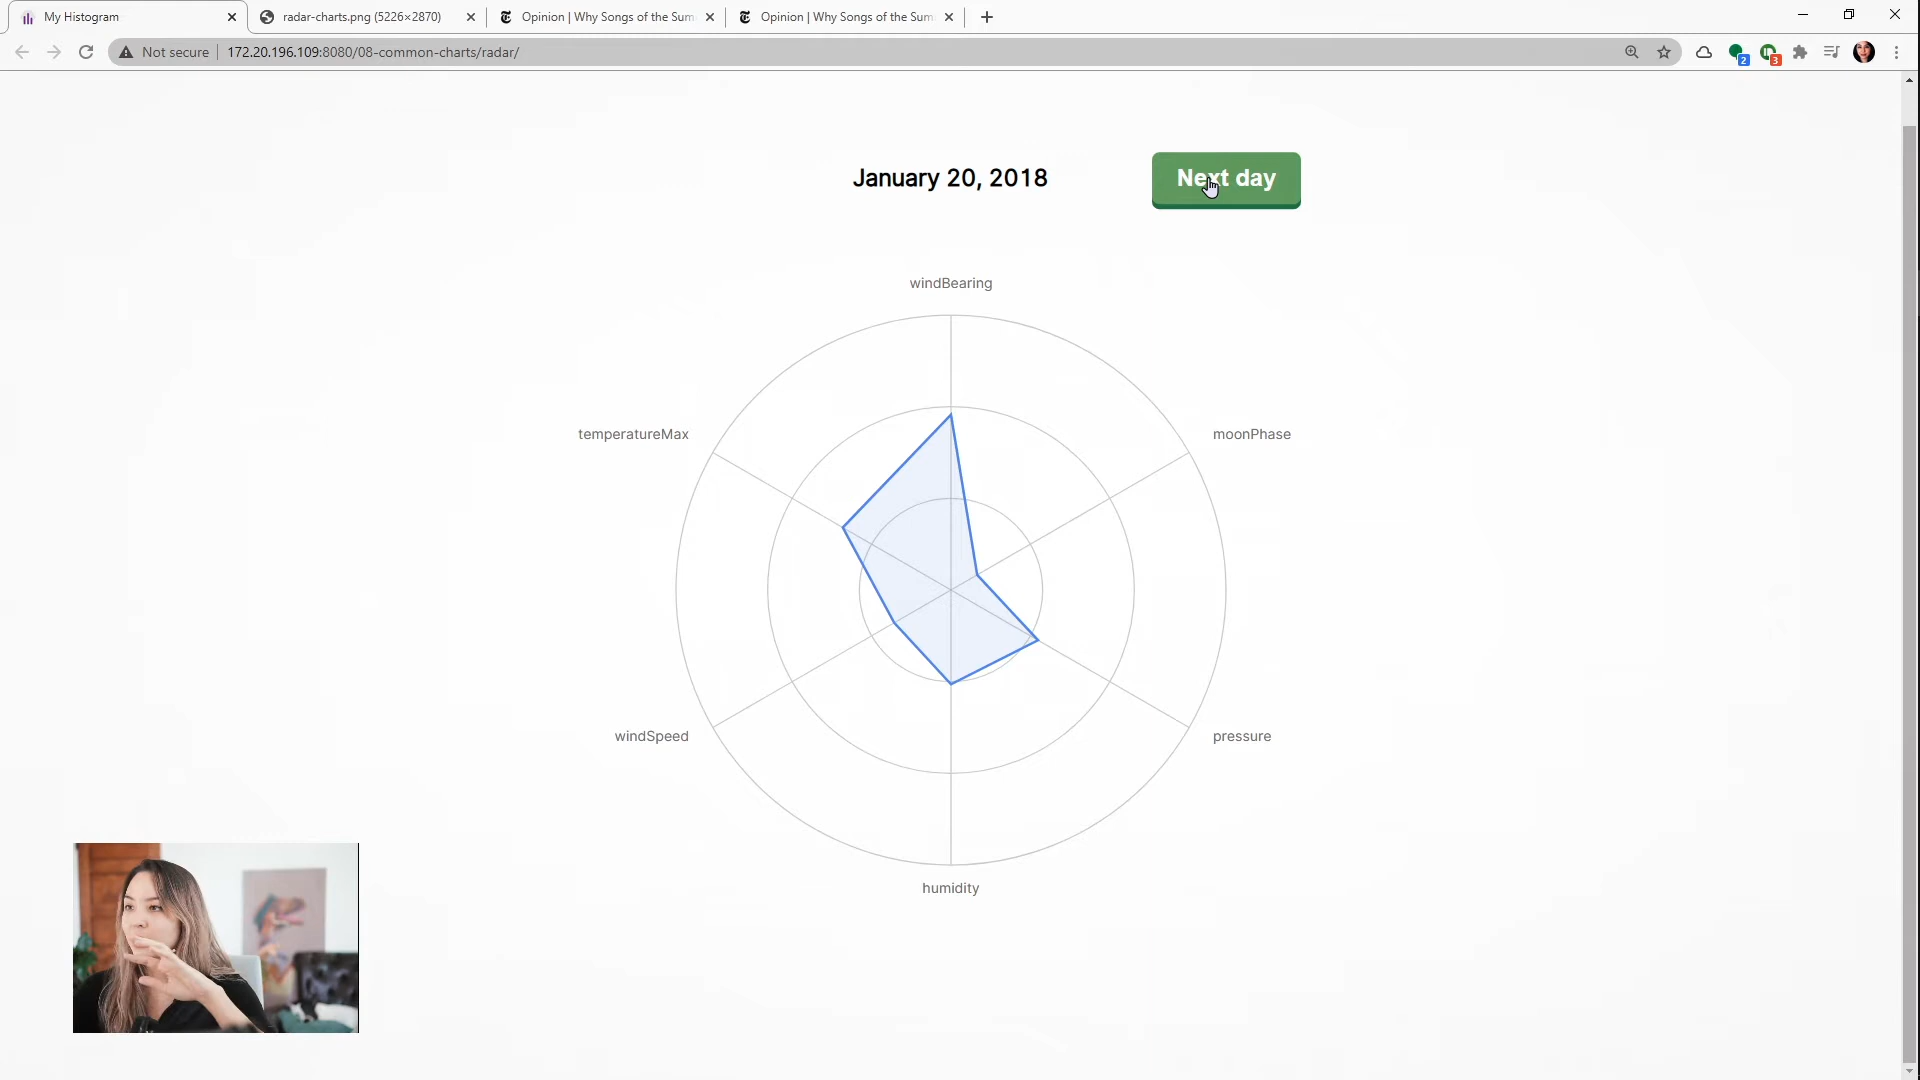 My Histogram
radar-charts.png (5226×2870)
Opinion | Why Songs of the Sum
Opinion | Why Songs of the Sum
Not secure
172.20.196.109:8080/08-common-charts/radar/
2
3
January 20, 2018
Next day
windBearing
temperatureMax
moonPhase
windSpeed
pressure
humidity